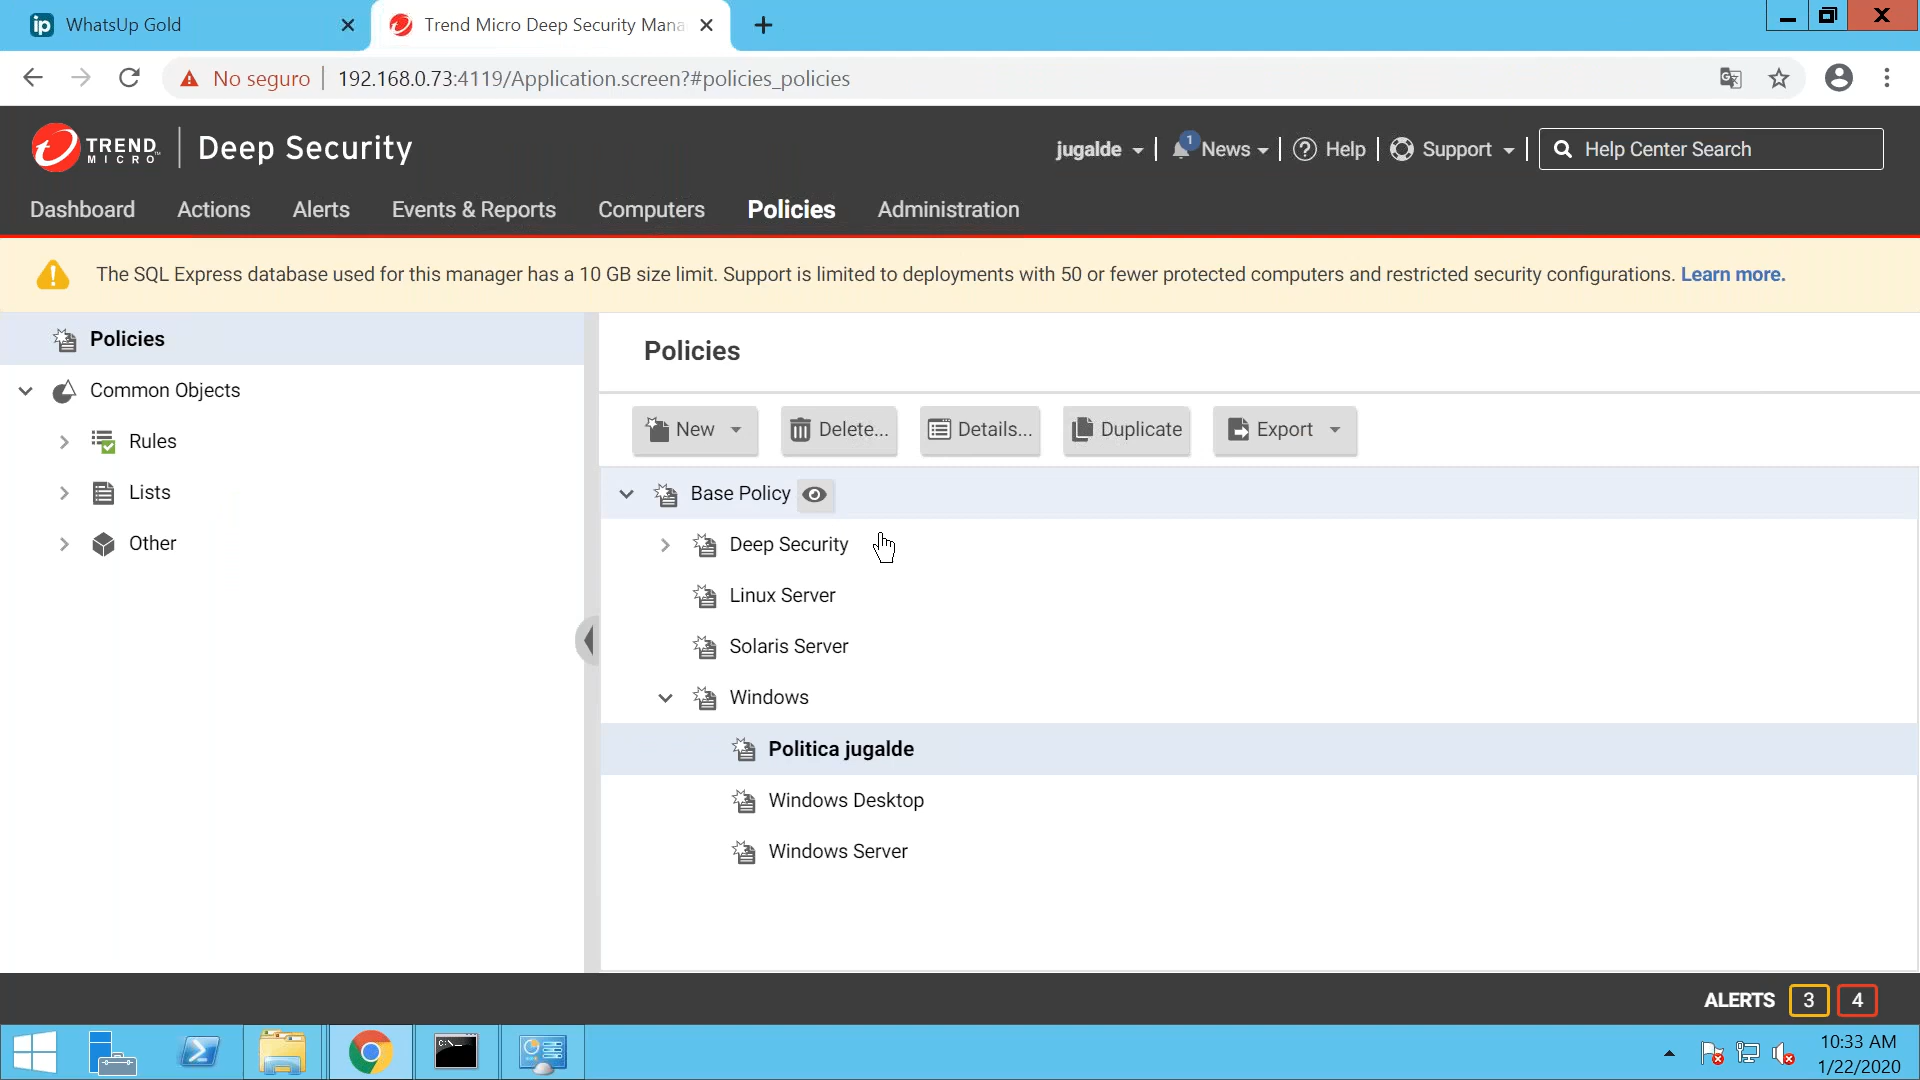 WhatsUp Gold
Trend Micro Deep Security Mana
No seguro
192.168.0.73:4119/Application.screen?#policies_policies
TREND MICRO
Deep Security
jugalde
1
News
Help
Support
Help Center Search
Dashboard
Actions
Alerts
Events & Reports
Computers
Policies
Administration
The SQL Express database used for this manager has a 10 GB size limit. Support is limited to deployments with 50 or fewer protected computers and restricted security configurations. Learn more.
Policies
Common Objects
Rules
Lists
Other
Policies
New
Delete...
Details...
Duplicate
Export
Base Policy
Deep Security
Linux Server
Solaris Server
Windows
Politica jugalde
Windows Desktop
Windows Server
ALERTS 3 4
10:33 AM
1/22/2020